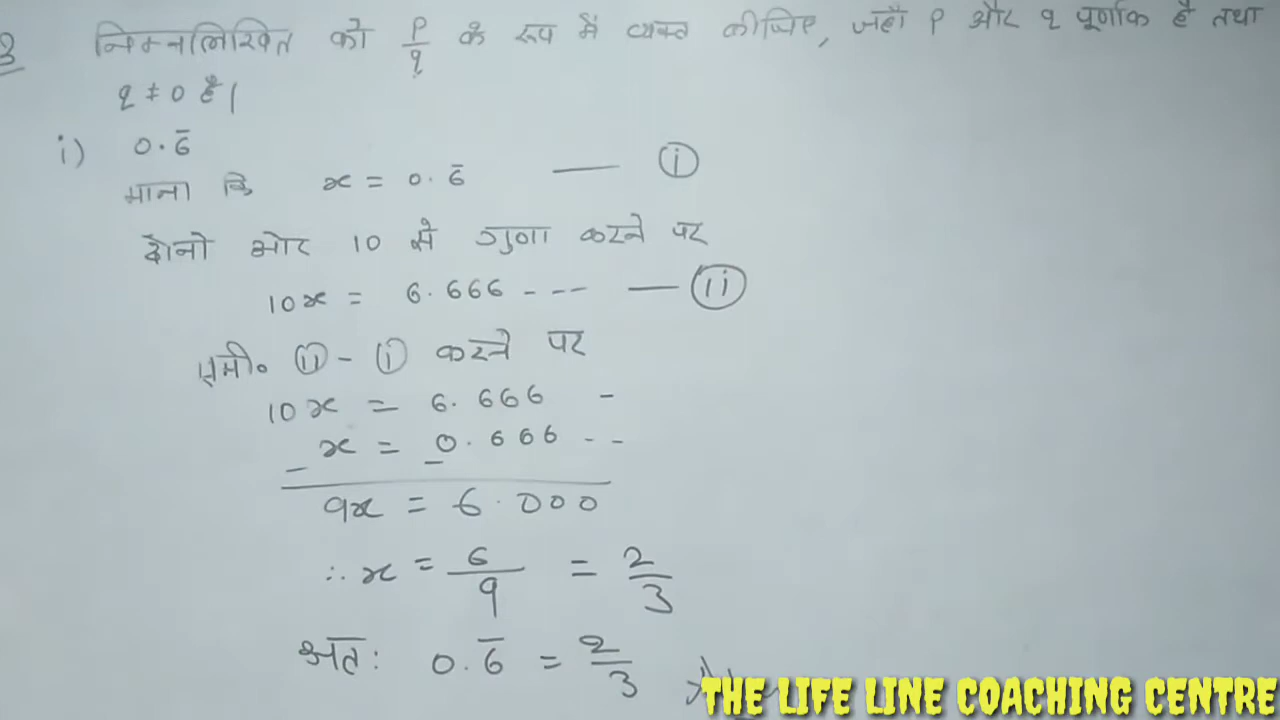 3 निम्नलिखित को p/q के रूप में व्यक्त कीजिए, जहाँ p और q पूर्णांक है तथा
q ≠ 0 है।
i) 0.6̅
माना कि x = 0.6̅ —— (i)
दोनो ओर 10 से गुणा करने पर
10x = 6.666 - - - — (ii)
समी० (ii) - (i) करने पर
10x = 6.666 -
- x = - 0.666 - -
9x = 6.000
∴ x = 6/9 = 2/3
अतः 0.6̅ = 2/3
THE LIFE LINE COACHING CENTRE